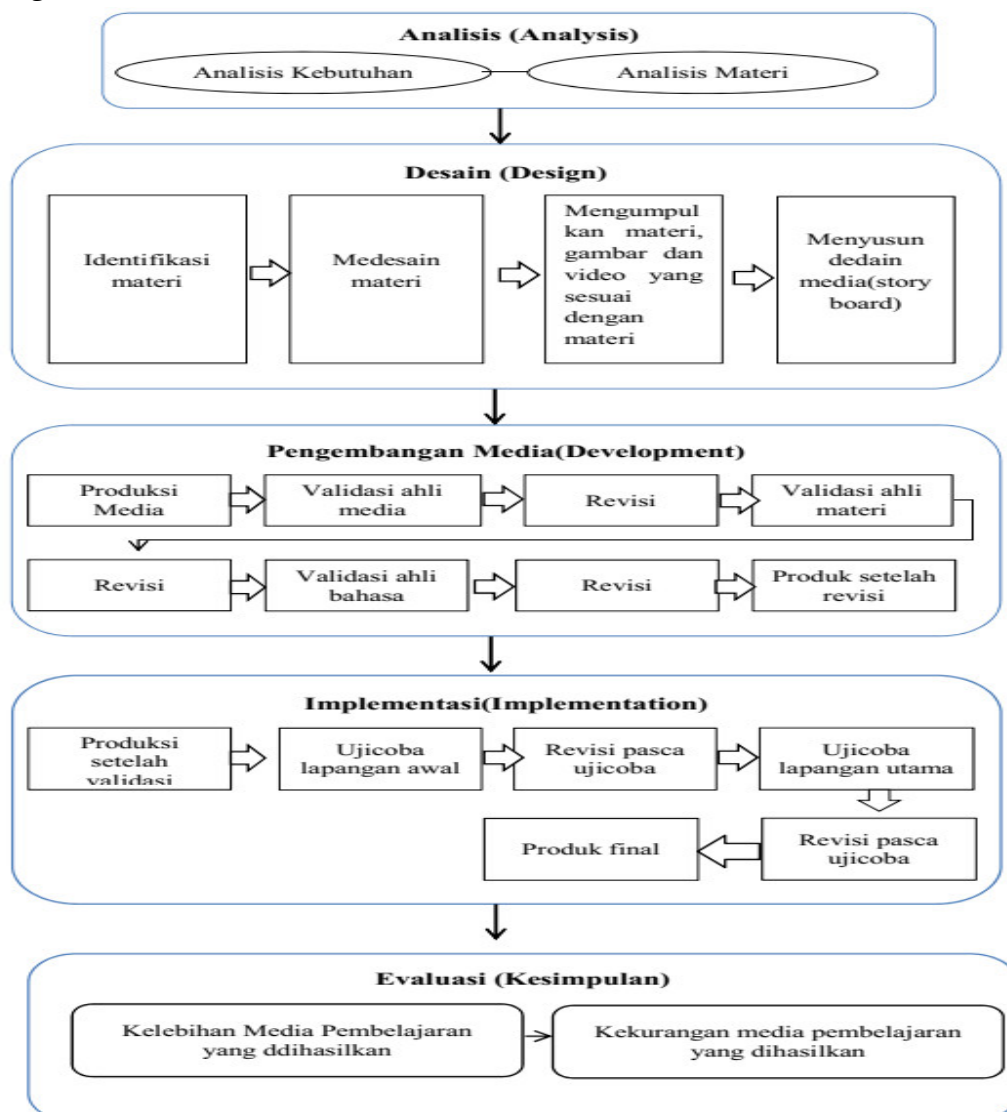 Analisis (Analysis)
Analisis Kebutuhan
Analisis Materi
Desain (Design)
Identifikasi
materi
Medesain
materi
Mengumpul
kan materi,
gambar dan
video yang
sesuai
dengan
materi
Menyusun
dedain
media(story
board)
Pengembangan Media(Development)
Produksi
Media
Validasi ahli
media
Revisi
Validasi ahli
materi
Revisi
Validasi ahli
bahasa
Revisi
Produk setelah
revisi
Implementasi(Implementation)
Produksi
setelah
validasi
Ujicoba
lapangan awal
Revisi pasca
ujicoba
Ujicoba
lapangan utama
Revisi pasca
ujicoba
Produk final
Evaluasi (Kesimpulan)
Kelebihan Media Pembelajaran
yang ddihasilkan
Kekurangan media pembelajaran
yang dihasilkan